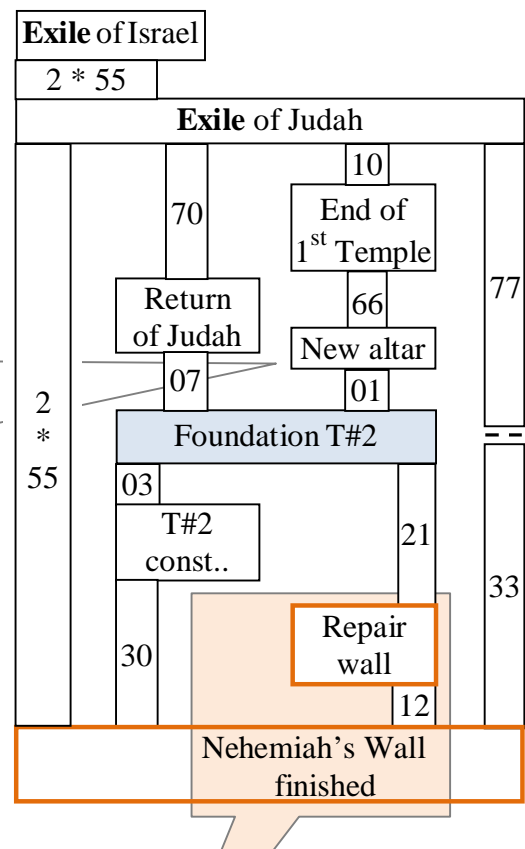 Exile of Israel
2 * 55
Exile of Judah
10
70
End of
1st Temple
77
66
Return
of Judah
New altar
07
01
2
*
55
Foundation T#2
03
T#2
const..
21
33
30
Repair
wall
12
Nehemiah’s Wall
finished